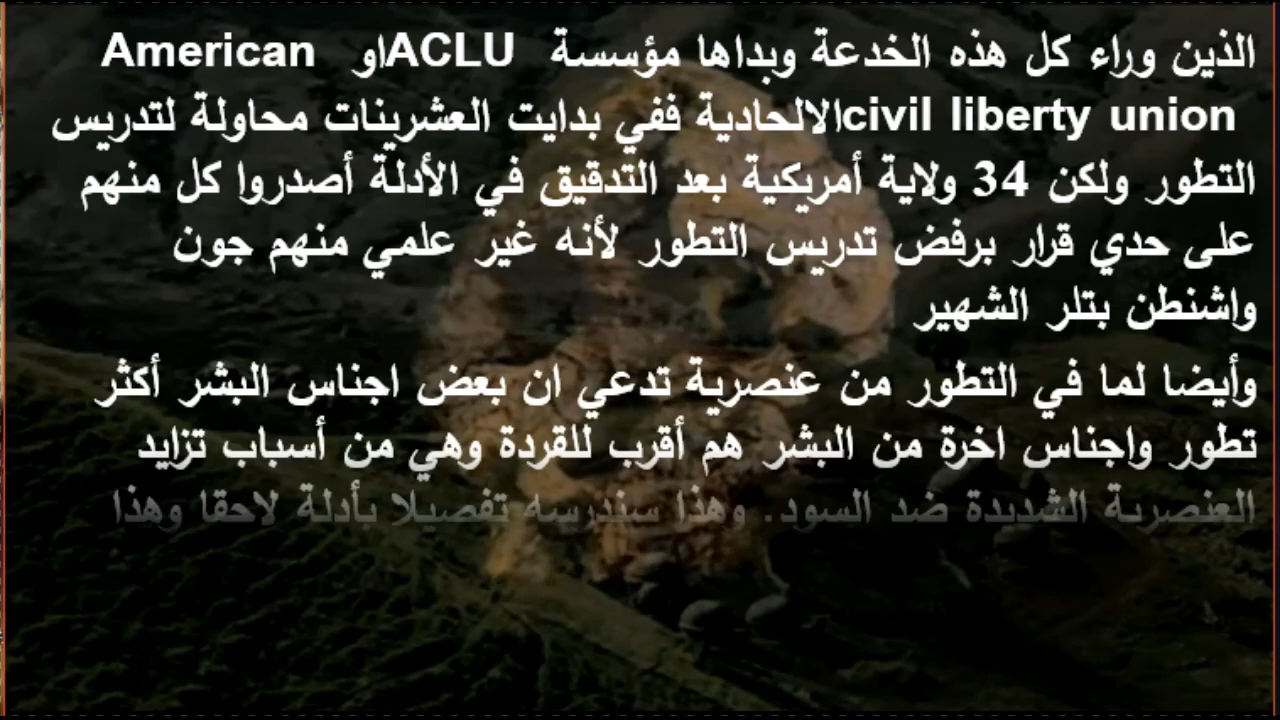 الذين وراء كل هذه الخدعة وبداها مؤسسة ACLUاو American
civil liberty unionالالحادية ففي بدايت العشرينات محاولة لتدريس
التطور ولكن 34 ولاية أمريكية بعد التدقيق في الأدلة أصدروا كل منهم
على حدي قرار برفض تدريس التطور لأنه غير علمي منهم جون
واشنطن بتلر الشهير
وأيضا لما في التطور من عنصرية تدعي ان بعض اجناس البشر أكثر
تطور واجناس اخرة من البشر هم أقرب للقردة وهي من أسباب تزايد
العنصرية الشديدة ضد السود. وهذا سندرسه تفصيلا بأدلة لاحقا وهذا